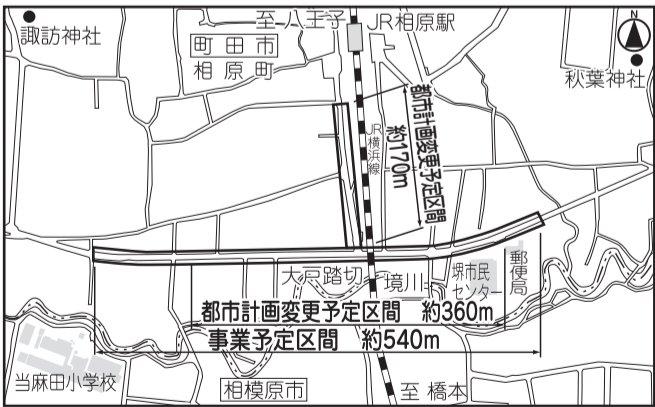 至 八王子
JR相原駅
N
諏訪神社
町田市
相原町
秋葉神社
都市計画変更予定区間
約170m
JR横浜線
大戸踏切
境川
堺市民
センター
郵便局
都市計画変更予定区間 約360m
事業予定区間 約540m
当麻田小学校
相模原市
至 橋本